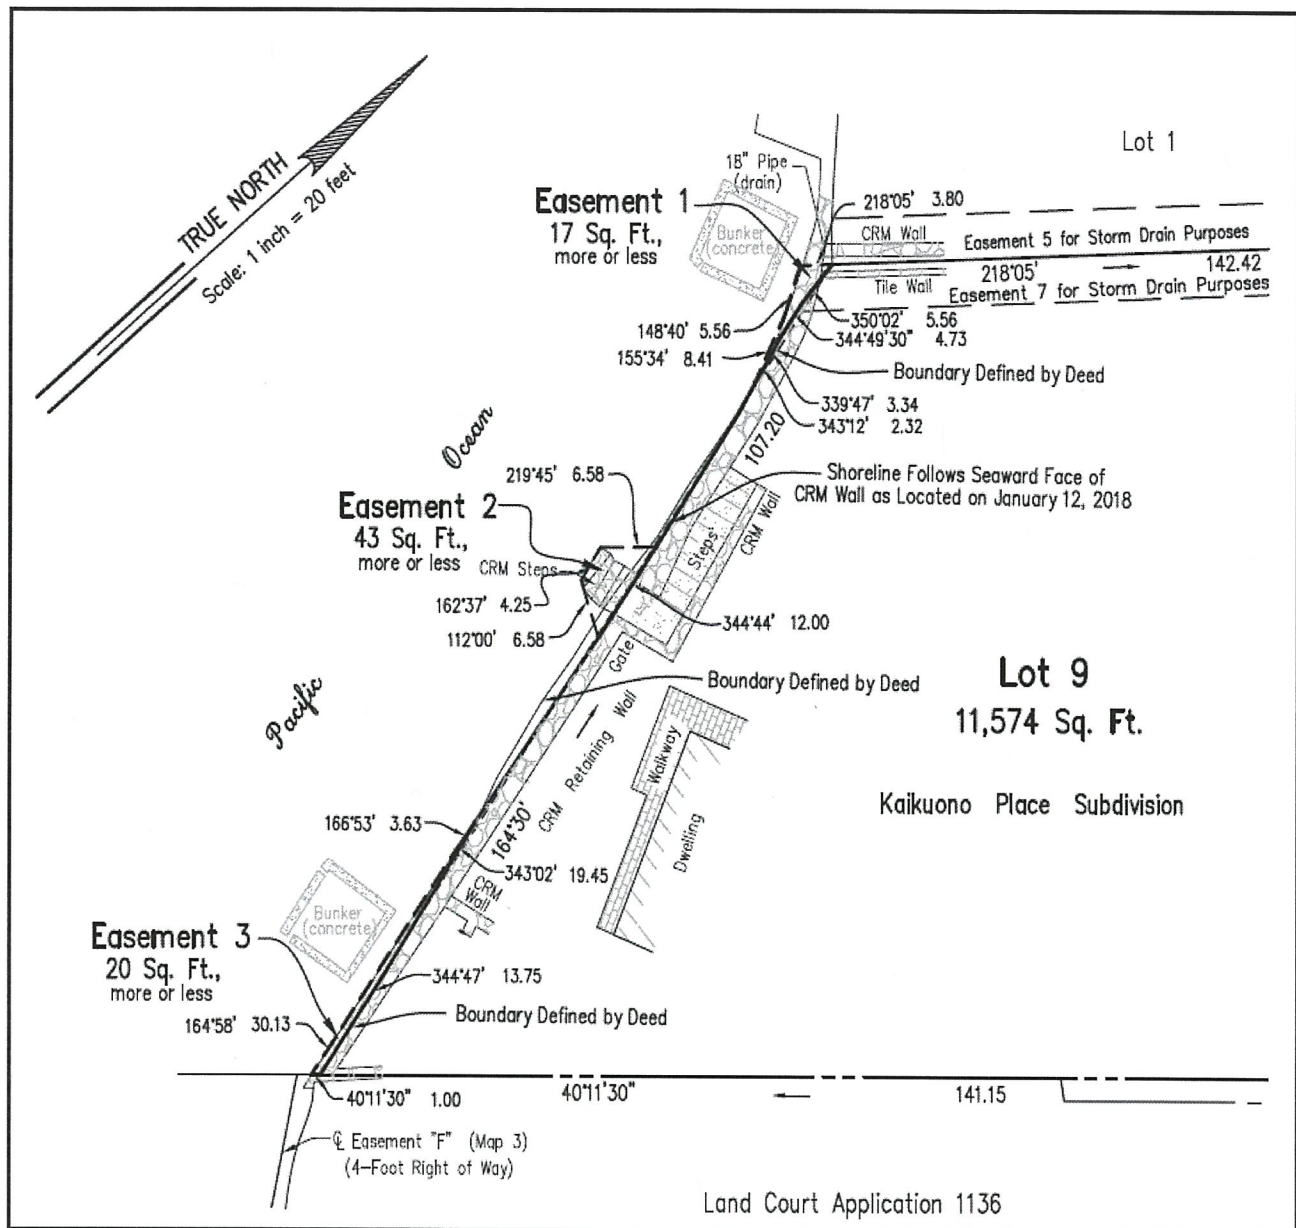 TRUE NORTH
Scale: 1 inch = 20 feet
Lot 1
18" Pipe
(drain)
Easement 1
17 Sq. Ft.,
more or less
Bunker
(concrete)
218°05' 3.80
CRM Wall
Easement 5 for Storm Drain Purposes
218°05'
142.42
Tile Wall
Easement 7 for Storm Drain Purposes
148°40' 5.56
350°02' 5.56
344°49'30" 4.73
155°34' 8.41
Boundary Defined by Deed
339°47' 3.34
343°12' 2.32
107.20
Ocean
219°45' 6.58
Shoreline Follows Seaward Face of
CRM Wall as Located on January 12, 2018
Easement 2
43 Sq. Ft.,
more or less
CRM Steps
Steps
CRM Wall
162°37' 4.25
112°00' 6.58
344°44' 12.00
Gate
Boundary Defined by Deed
Lot 9
11,574 Sq. Ft.
Pacific
CRM Retaining Wall
Walkway
Kaikuono Place Subdivision
164°30'
Dwelling
166°53' 3.63
343°02' 19.45
CRM
Wall
Bunker
(concrete)
Easement 3
20 Sq. Ft.,
more or less
344°47' 13.75
164°58' 30.13
Boundary Defined by Deed
40°11'30" 1.00
40°11'30"
141.15
℄ Easement "F" (Map 3)
(4-Foot Right of Way)
Land Court Application 1136